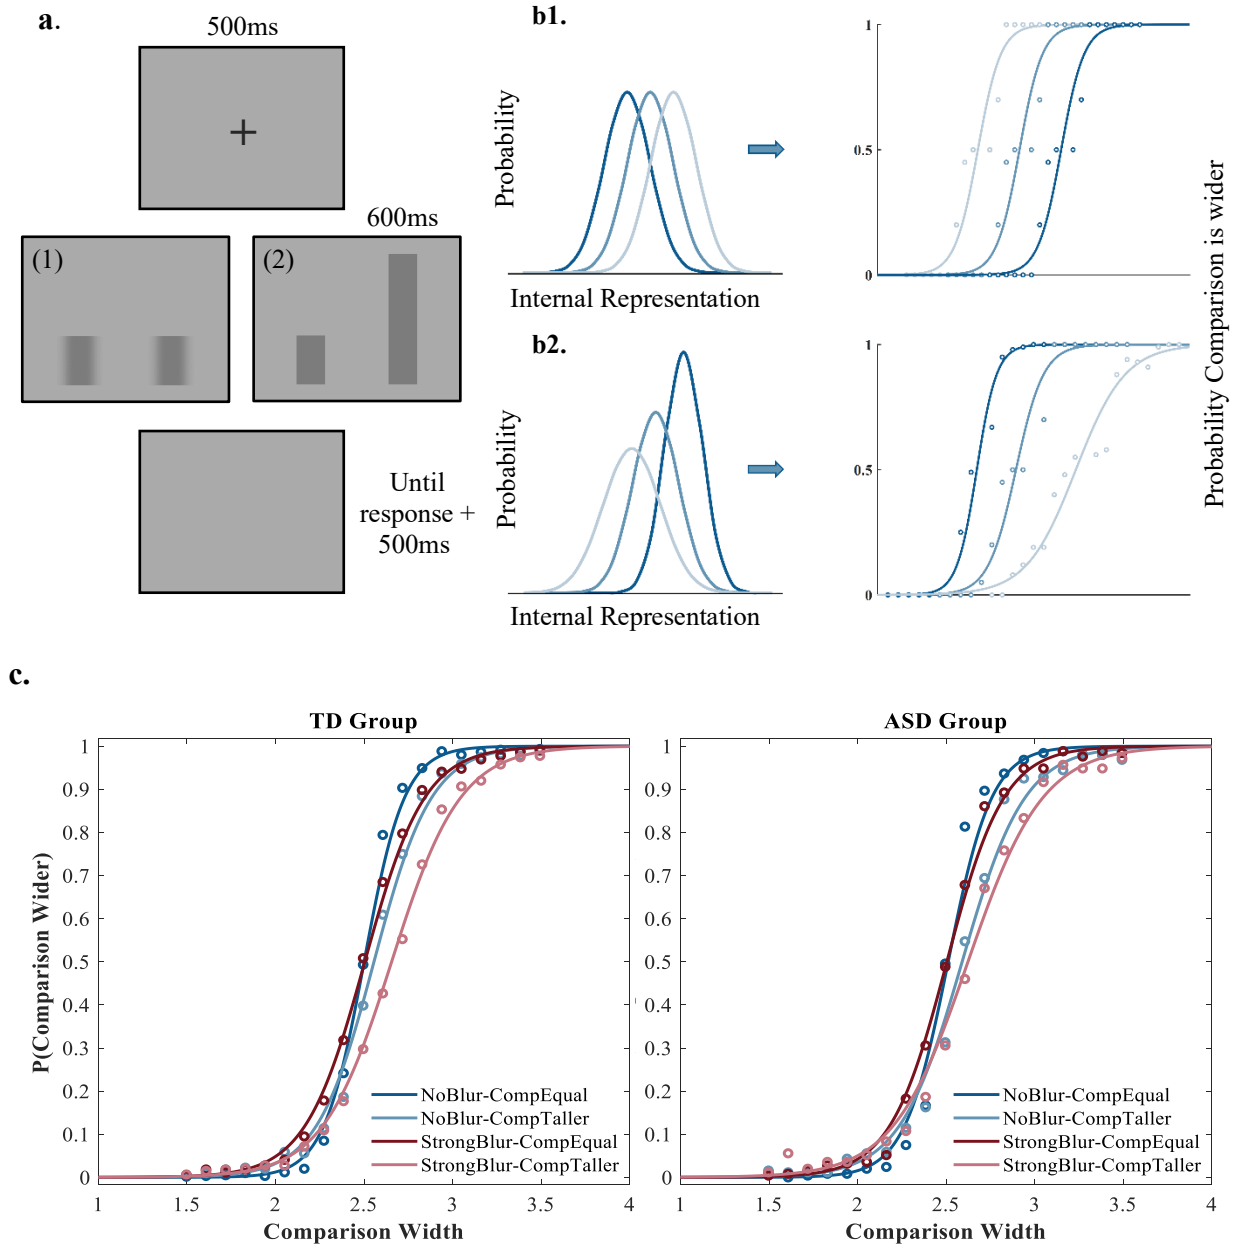 a.
500ms
+
600ms
(1)
(2)
Until
response +
500ms
b1.
Probability
Internal Representation
1
0.5
0
b2.
Probability
Internal Representation
1
0.5
0
Probability Comparison is wider
c.
TD Group
P(Comparison Wider)
1
0.9
0.8
0.7
0.6
0.5
0.4
0.3
0.2
0.1
0
NoBlur-CompEqual
NoBlur-CompTaller
StrongBlur-CompEqual
StrongBlur-CompTaller
1 1.5 2 2.5 3 3.5 4
Comparison Width
ASD Group
1
0.9
0.8
0.7
0.6
0.5
0.4
0.3
0.2
0.1
0
NoBlur-CompEqual
NoBlur-CompTaller
StrongBlur-CompEqual
StrongBlur-CompTaller
1 1.5 2 2.5 3 3.5 4
Comparison Width